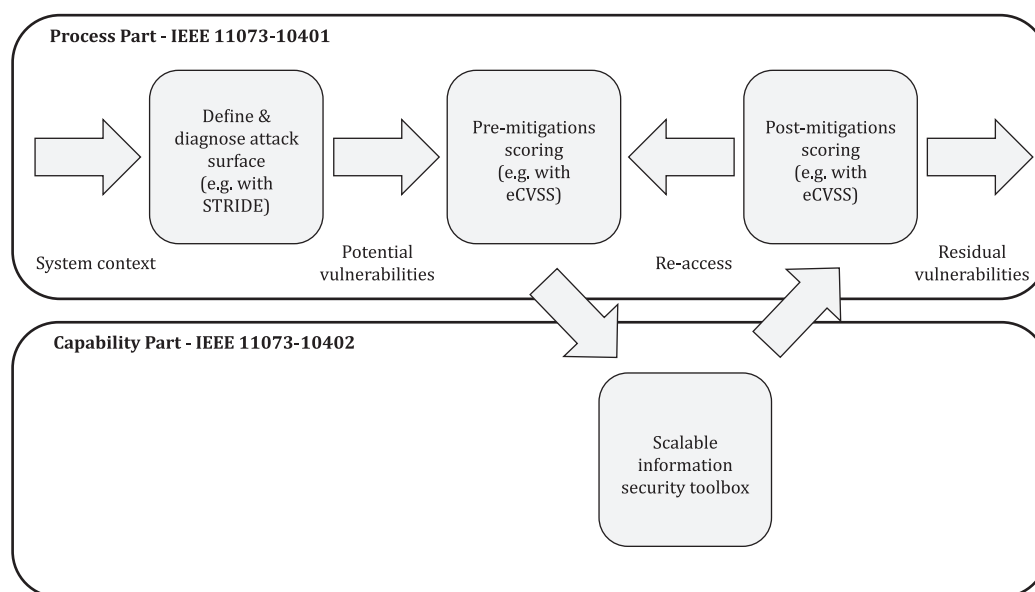 Process Part - IEEE 11073-10401
Define &
diagnose attack
surface
(e.g. with
STRIDE)
Pre-mitigations
scoring
(e.g. with
eCVSS)
Post-mitigations
scoring
(e.g. with
eCVSS)
System context
Potential
vulnerabilities
Re-access
Residual
vulnerabilities
Capability Part - IEEE 11073-10402
Scalable
information
security toolbox